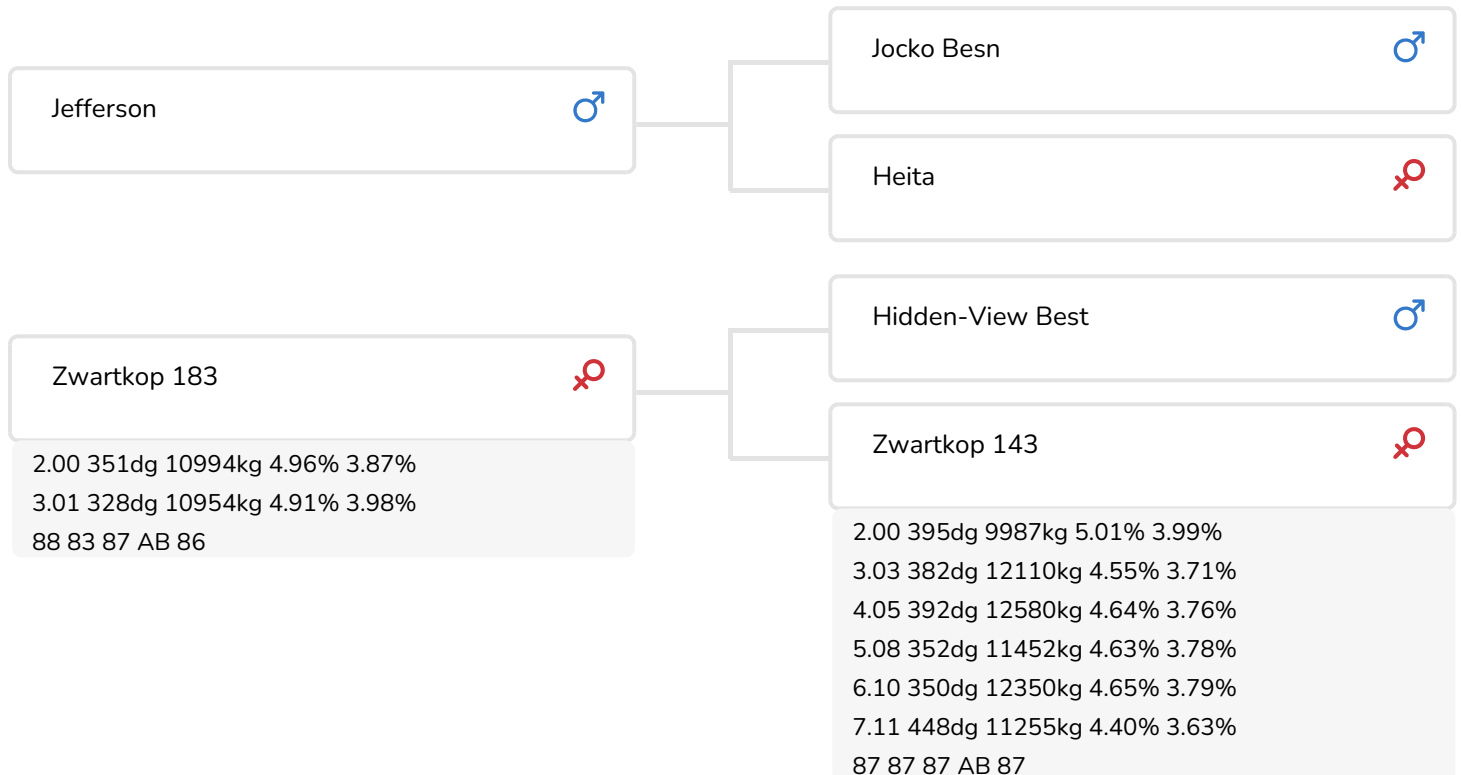 Jefferson
Zwartkop 183
2.00 351dg 10994kg 4.96% 3.87%
3.01 328dg 10954kg 4.91% 3.98%
88 83 87 AB 86
Jocko Besn
Heita
Hidden-View Best
Zwartkop 143
2.00 395dg 9987kg 5.01% 3.99%
3.03 382dg 12110kg 4.55% 3.71%
4.05 392dg 12580kg 4.64% 3.76%
5.08 352dg 11452kg 4.63% 3.78%
6.10 350dg 12350kg 4.65% 3.79%
7.11 448dg 11255kg 4.40% 3.63%
87 87 87 AB 87